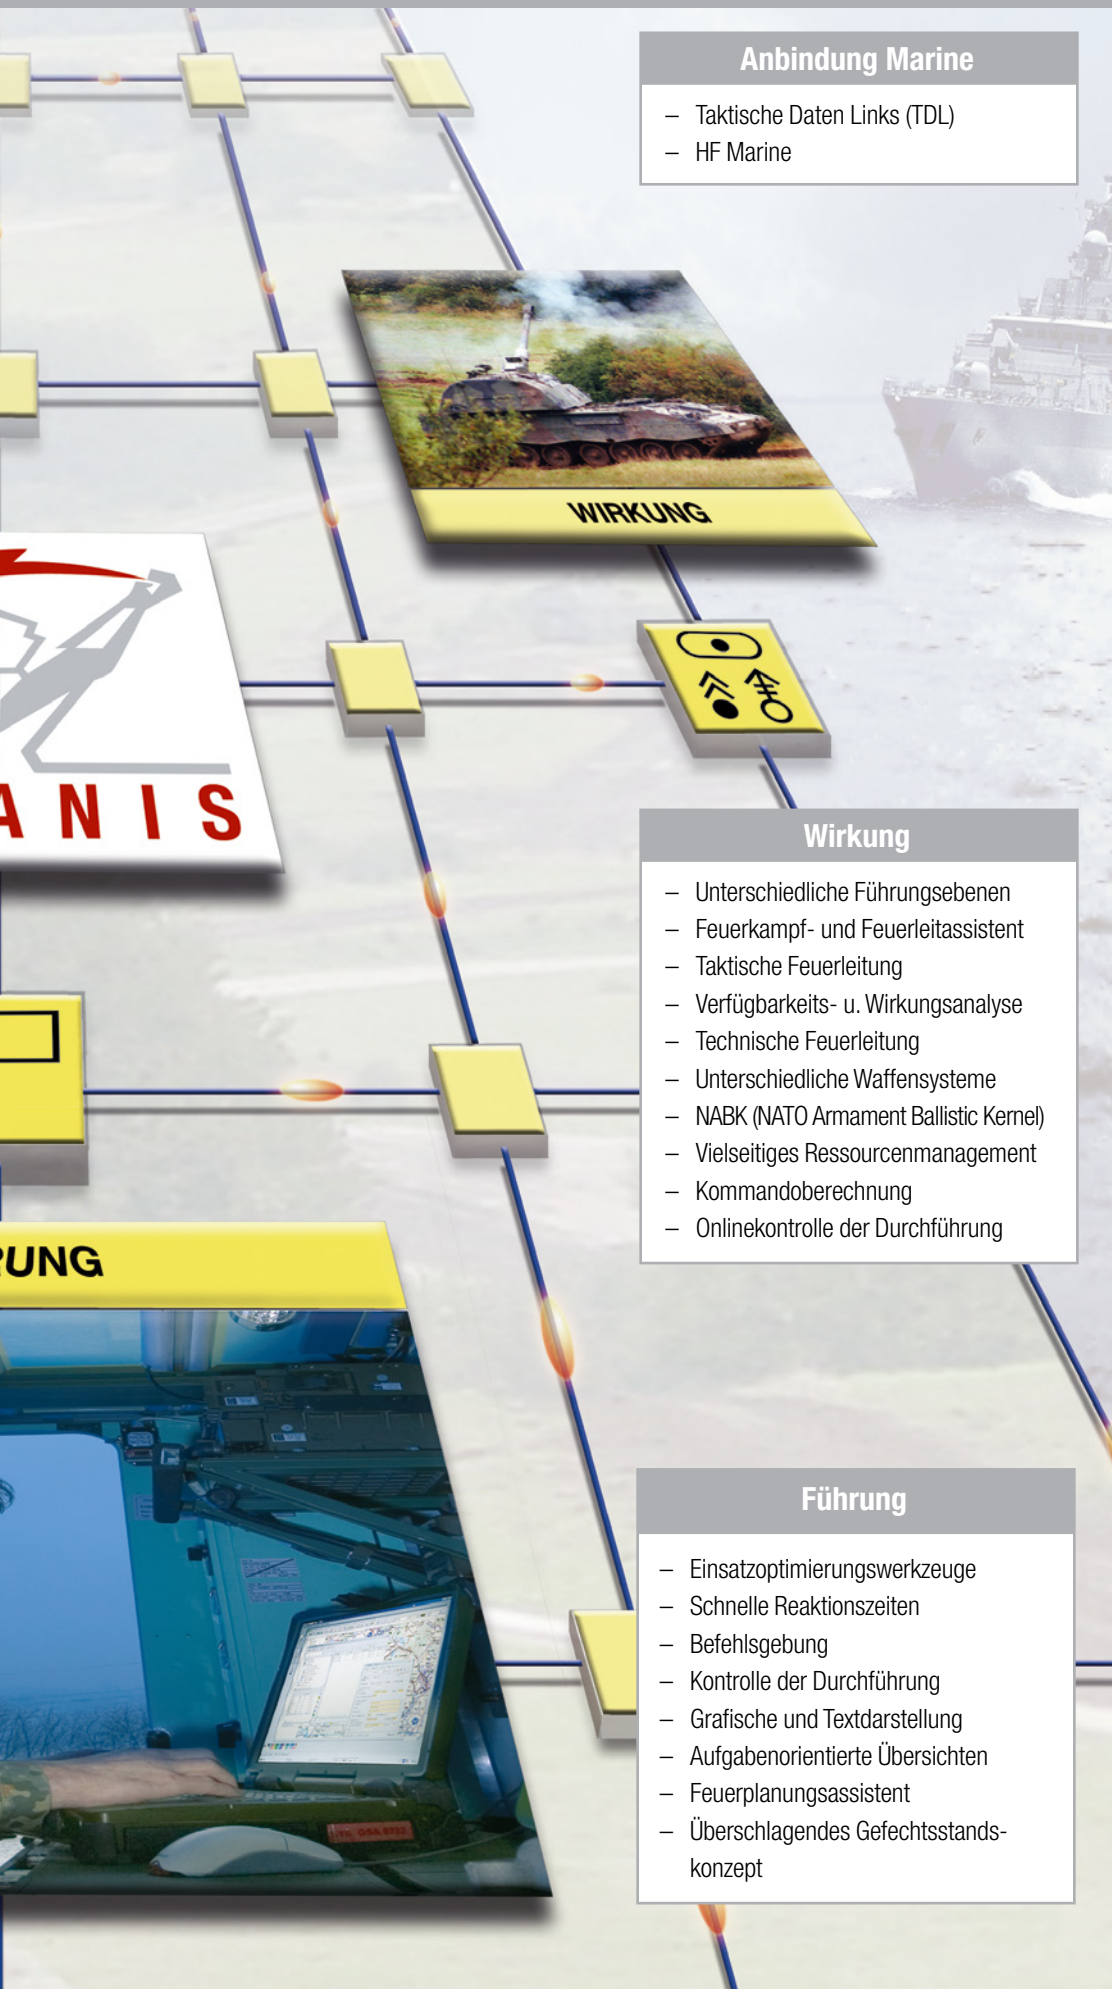 Anbindung Marine
– Taktische Daten Links (TDL)
– HF Marine
WIRKUNG
ANIS
Wirkung
– Unterschiedliche Führungsebenen
– Feuerkampf- und Feuerleitassistent
– Taktische Feuerleitung
– Verfügbarkeits- u. Wirkungsanalyse
– Technische Feuerleitung
– Unterschiedliche Waffensysteme
– NABK (NATO Armament Ballistic Kernel)
– Vielseitiges Ressourcenmanagement
– Kommandoberechnung
– Onlinekontrolle der Durchführung
RUNG
Führung
– Einsatzoptimierungswerkzeuge
– Schnelle Reaktionszeiten
– Befehlsgebung
– Kontrolle der Durchführung
– Grafische und Textdarstellung
– Aufgabenorientierte Übersichten
– Feuerplanungsassistent
– Überschlagendes Gefechtsstands-
konzept